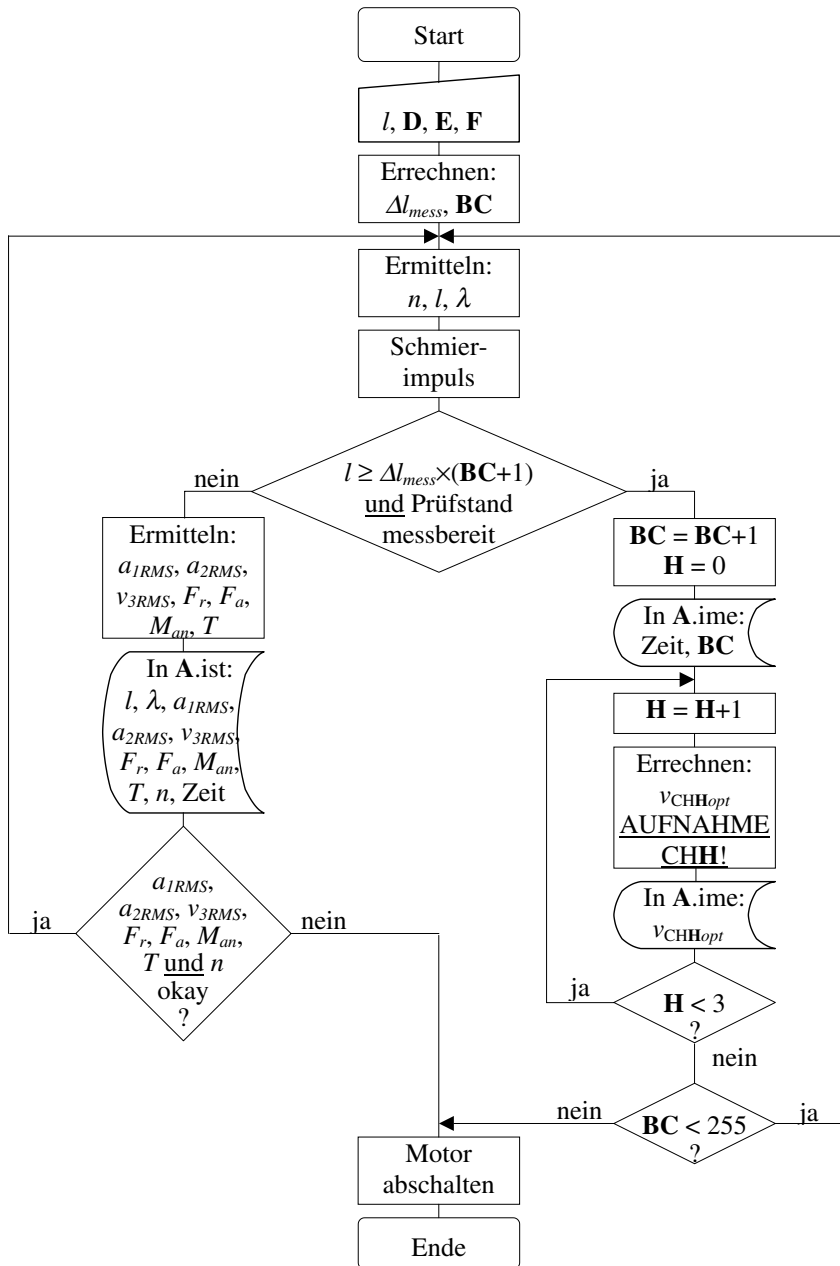 Start
l, D, E, F
Errechnen:
Δl_mess, BC
Ermitteln:
n, l, λ
Schmier-
impuls
nein
l ≥ Δl_mess×(BC+1)
und Prüfstand
messbereit
ja
Ermitteln:
a_1RMS, a_2RMS,
v_3RMS, F_r, F_a,
M_an, T
In A.ist:
l, λ, a_1RMS,
a_2RMS, v_3RMS,
F_r, F_a, M_an,
T, n, Zeit
ja
a_1RMS,
a_2RMS, v_3RMS,
F_r, F_a, M_an,
T und n
okay
?
nein
BC = BC+1
H = 0
In A.ime:
Zeit, BC
H = H+1
Errechnen:
v_CHHopt
AUFNAHME
CHH!
In A.ime:
v_CHHopt
ja
H < 3
?
nein
nein
BC < 255
?
ja
Motor
abschalten
Ende